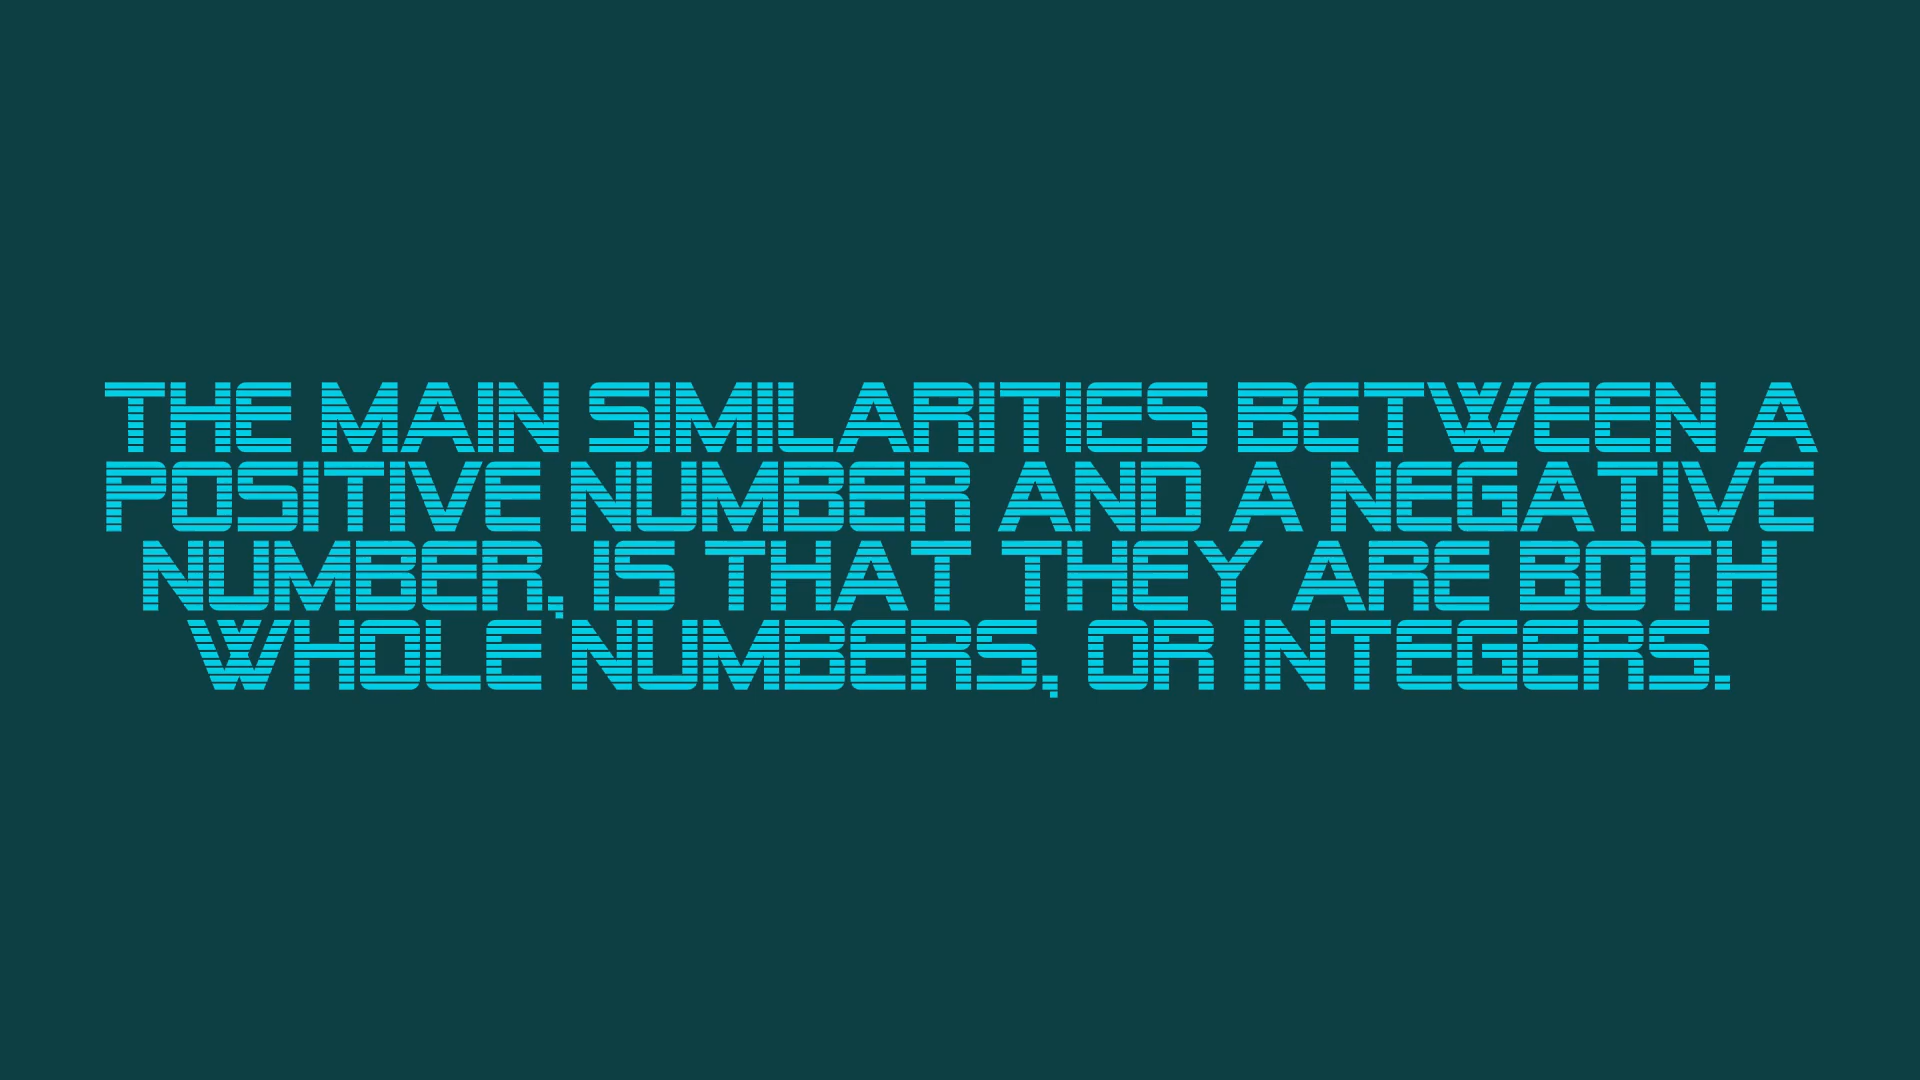 THE MAIN SIMILARITIES BETWEEN A
POSITIVE NUMBER AND A NEGATIVE
NUMBER, IS THAT THEY ARE BOTH
WHOLE NUMBERS, OR INTEGERS.